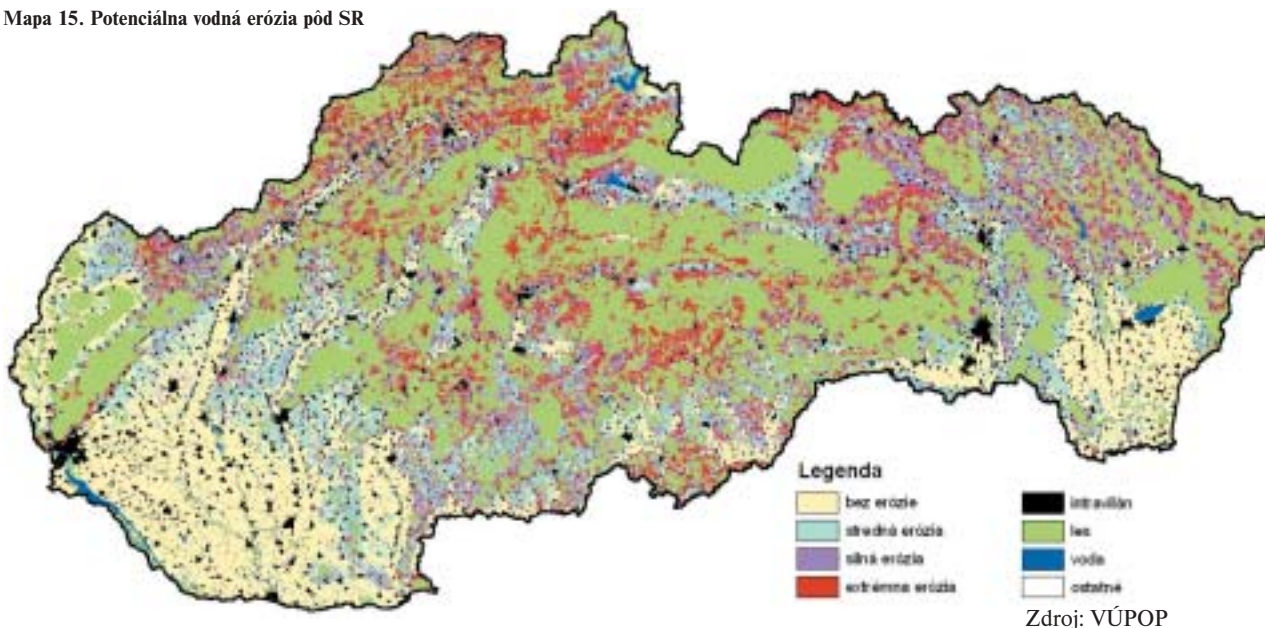 Mapa 15. Potenciálna vodná erózia pôd SR
Legenda
bez erózie
stredná erózia
silná erózia
extrémna erózia
intravilán
les
voda
ostatné
Zdroj: VÚPOP